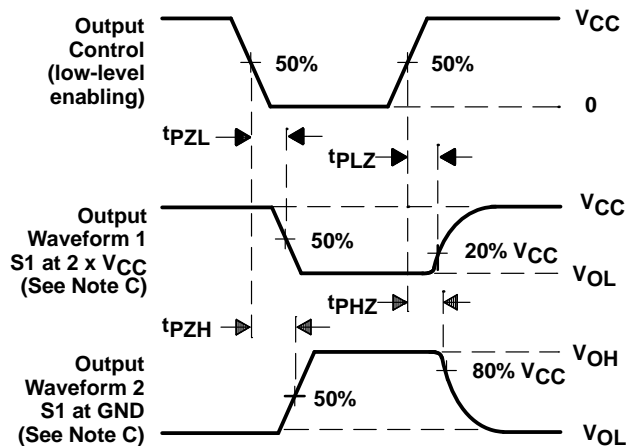 Output
Control
(low-level
enabling)
50%
50%
VCC
0
tPZL
tPLZ
Output
Waveform 1
S1 at 2 x VCC
(See Note C)
50%
20% VCC
VCC
VOL
tPZH
tPHZ
Output
Waveform 2
S1 at GND
(See Note C)
50%
80% VCC
VOH
VOL